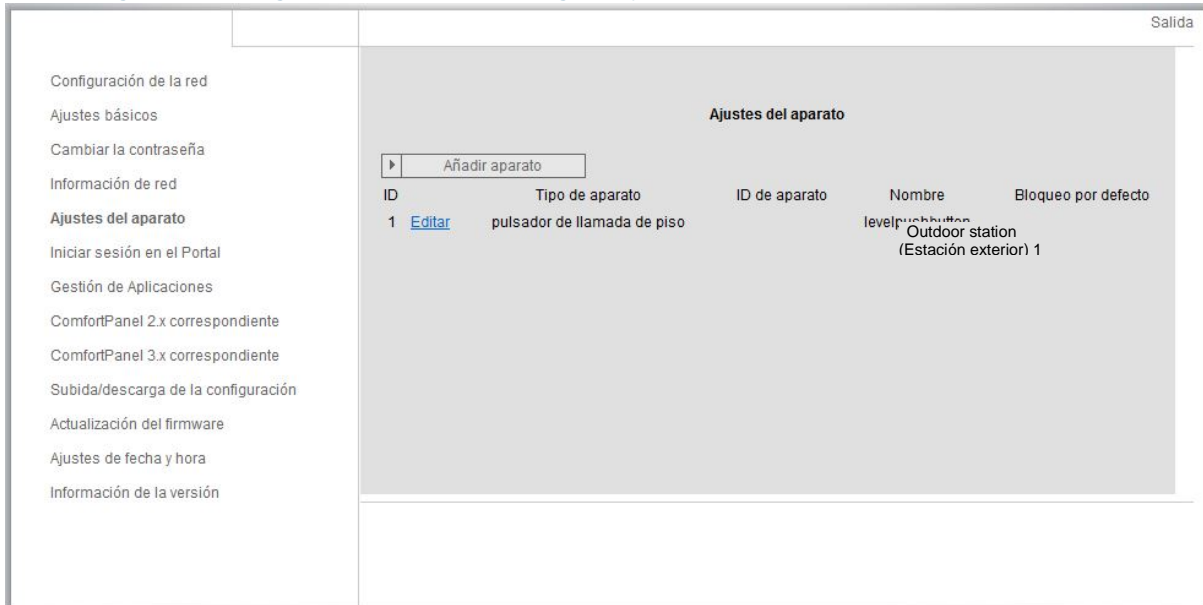 Salida
Configuración de la red
Ajustes básicos
Cambiar la contraseña
Información de red
Ajustes del aparato
Iniciar sesión en el Portal
Gestión de Aplicaciones
ComfortPanel 2.x correspondiente
ComfortPanel 3.x correspondiente
Subida/descarga de la configuración
Actualización del firmware
Ajustes de fecha y hora
Información de la versión
Ajustes del aparato
Añadir aparato
ID Tipo de aparato ID de aparato Nombre Bloqueo por defecto
1 Editar pulsador de llamada de piso levelpushbutton
Outdoor station
(Estación exterior) 1